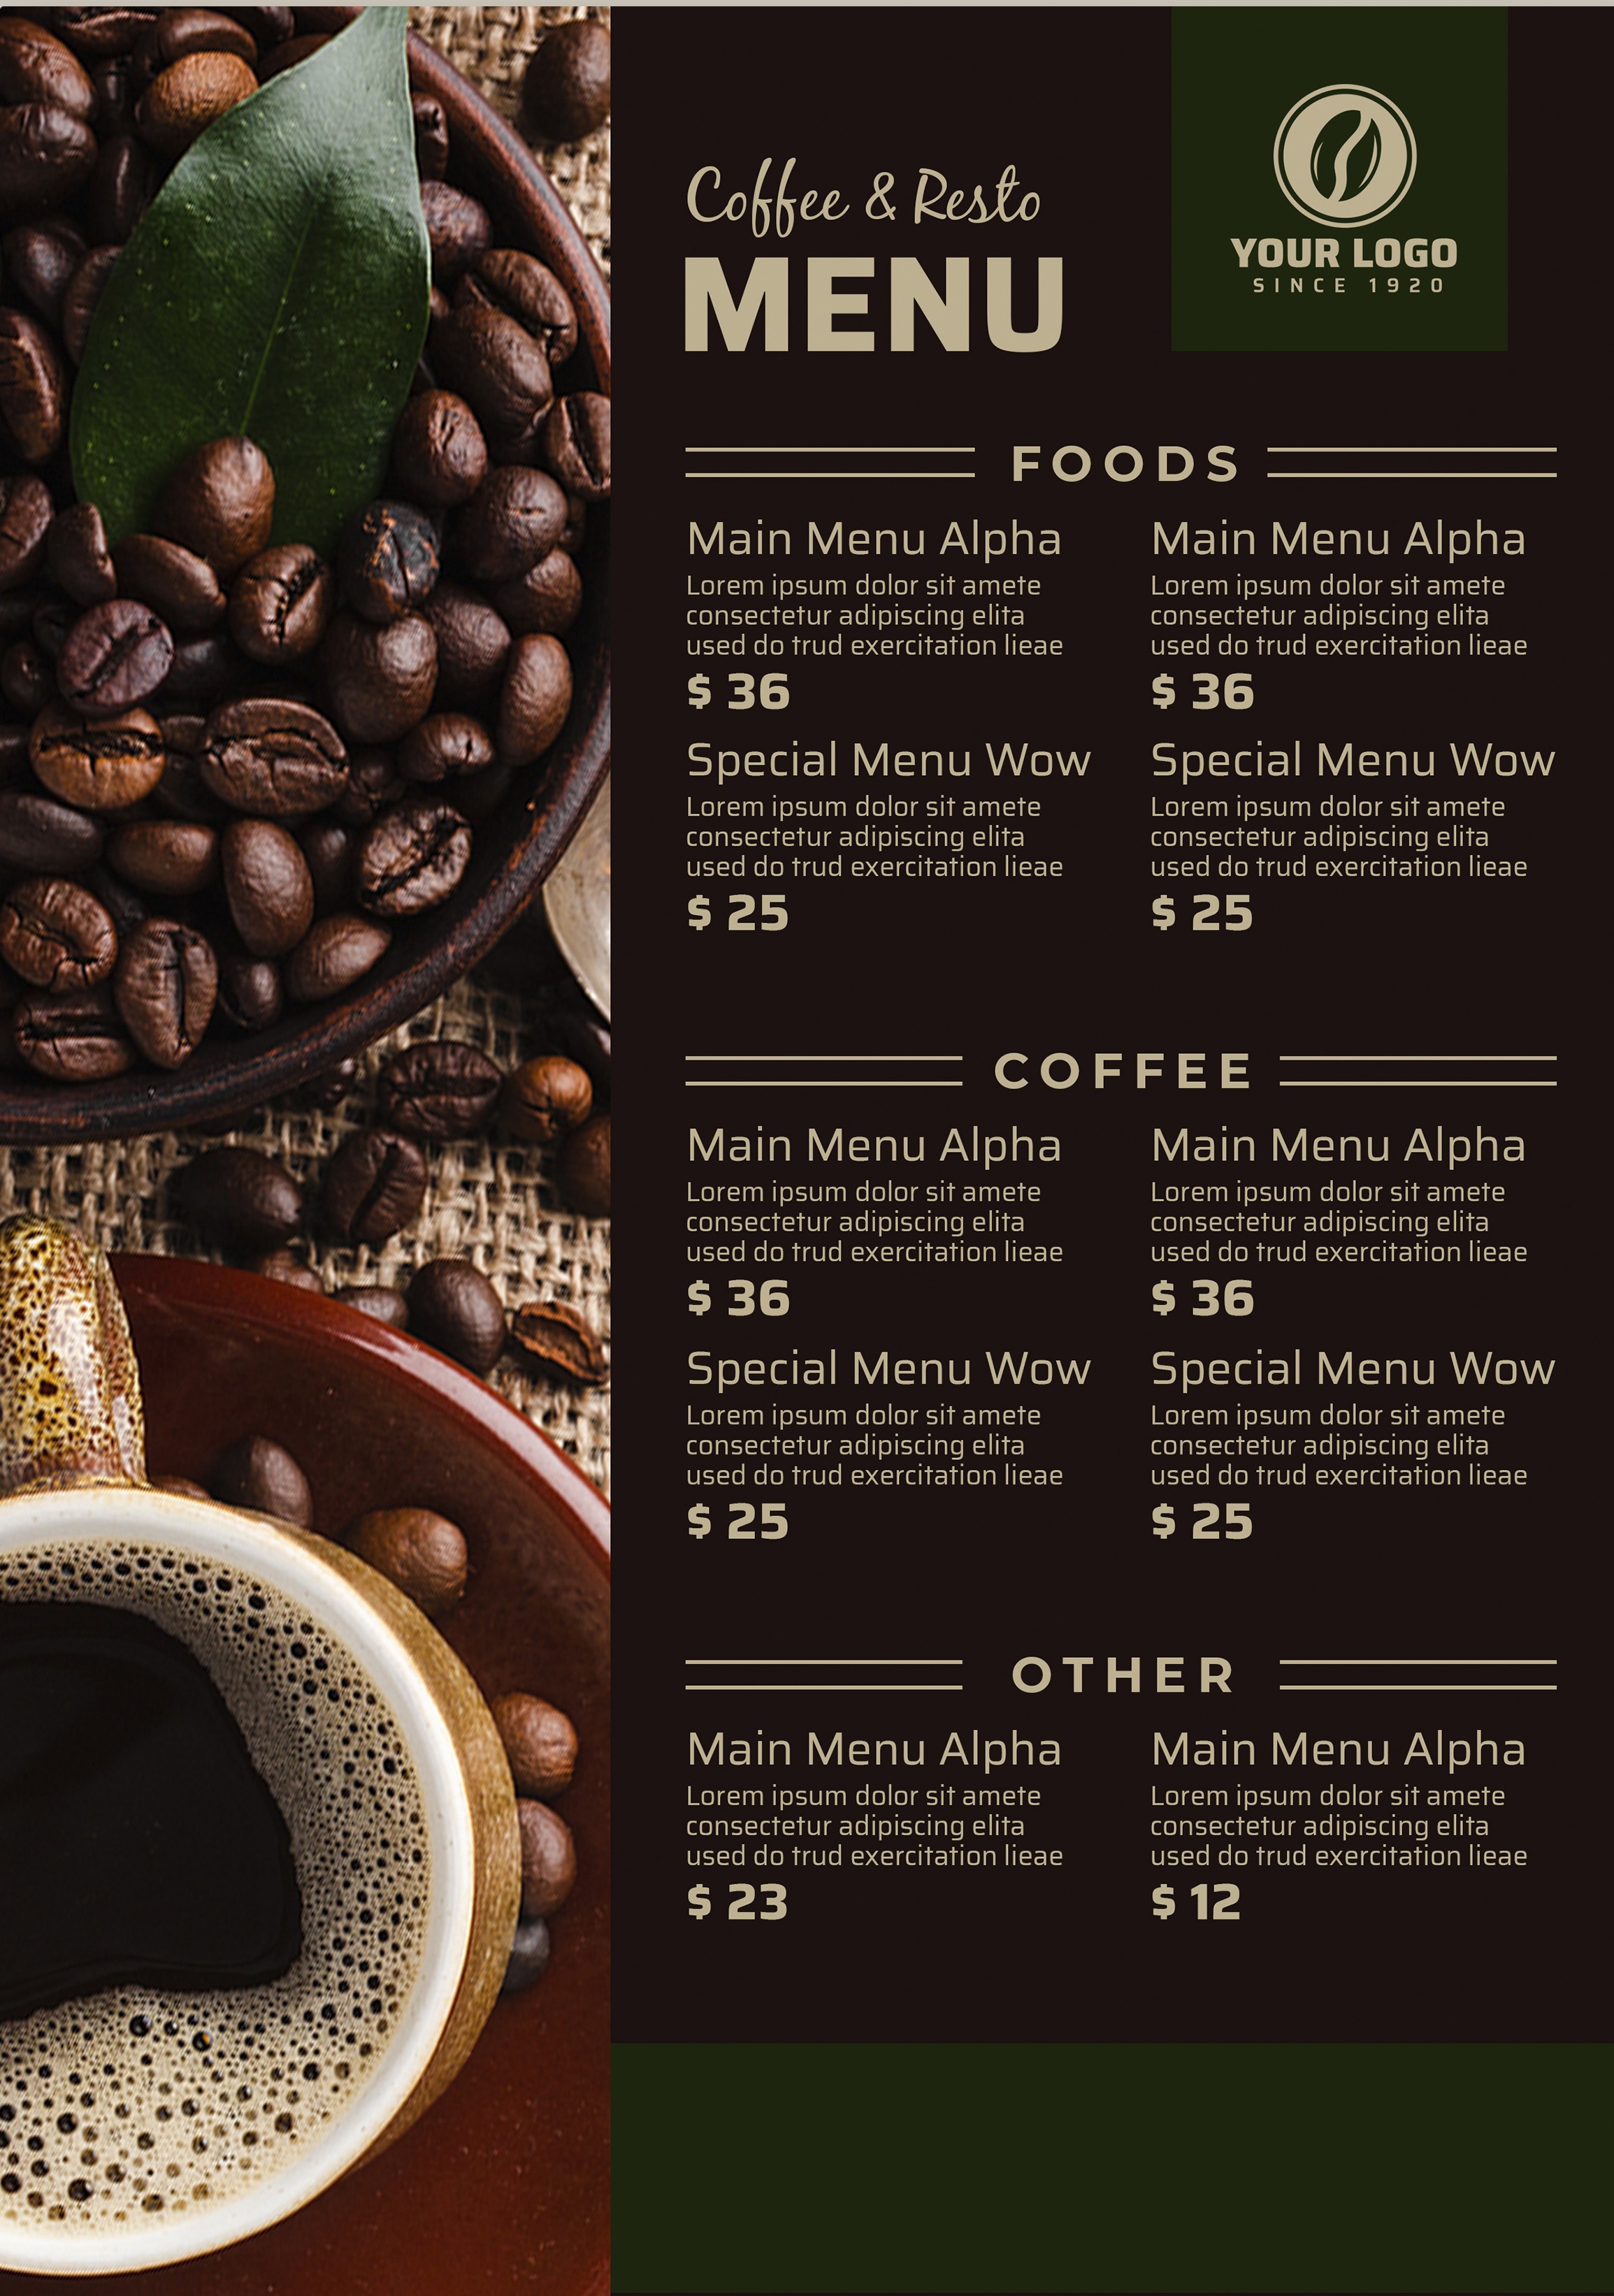 Coffee & Resto
MENU
YOUR LOGO
SINCE 1920
FOODS
Main Menu Alpha
Lorem ipsum dolor sit amete
consectetur adipiscing elita
used do trud exercitation lieae
$ 36
Main Menu Alpha
Lorem ipsum dolor sit amete
consectetur adipiscing elita
used do trud exercitation lieae
$ 36
Special Menu Wow
Lorem ipsum dolor sit amete
consectetur adipiscing elita
used do trud exercitation lieae
$ 25
Special Menu Wow
Lorem ipsum dolor sit amete
consectetur adipiscing elita
used do trud exercitation lieae
$ 25
COFFEE
Main Menu Alpha
Lorem ipsum dolor sit amete
consectetur adipiscing elita
used do trud exercitation lieae
$ 36
Main Menu Alpha
Lorem ipsum dolor sit amete
consectetur adipiscing elita
used do trud exercitation lieae
$ 36
Special Menu Wow
Lorem ipsum dolor sit amete
consectetur adipiscing elita
used do trud exercitation lieae
$ 25
Special Menu Wow
Lorem ipsum dolor sit amete
consectetur adipiscing elita
used do trud exercitation lieae
$ 25
OTHER
Main Menu Alpha
Lorem ipsum dolor sit amete
consectetur adipiscing elita
used do trud exercitation lieae
$ 23
Main Menu Alpha
Lorem ipsum dolor sit amete
consectetur adipiscing elita
used do trud exercitation lieae
$ 12